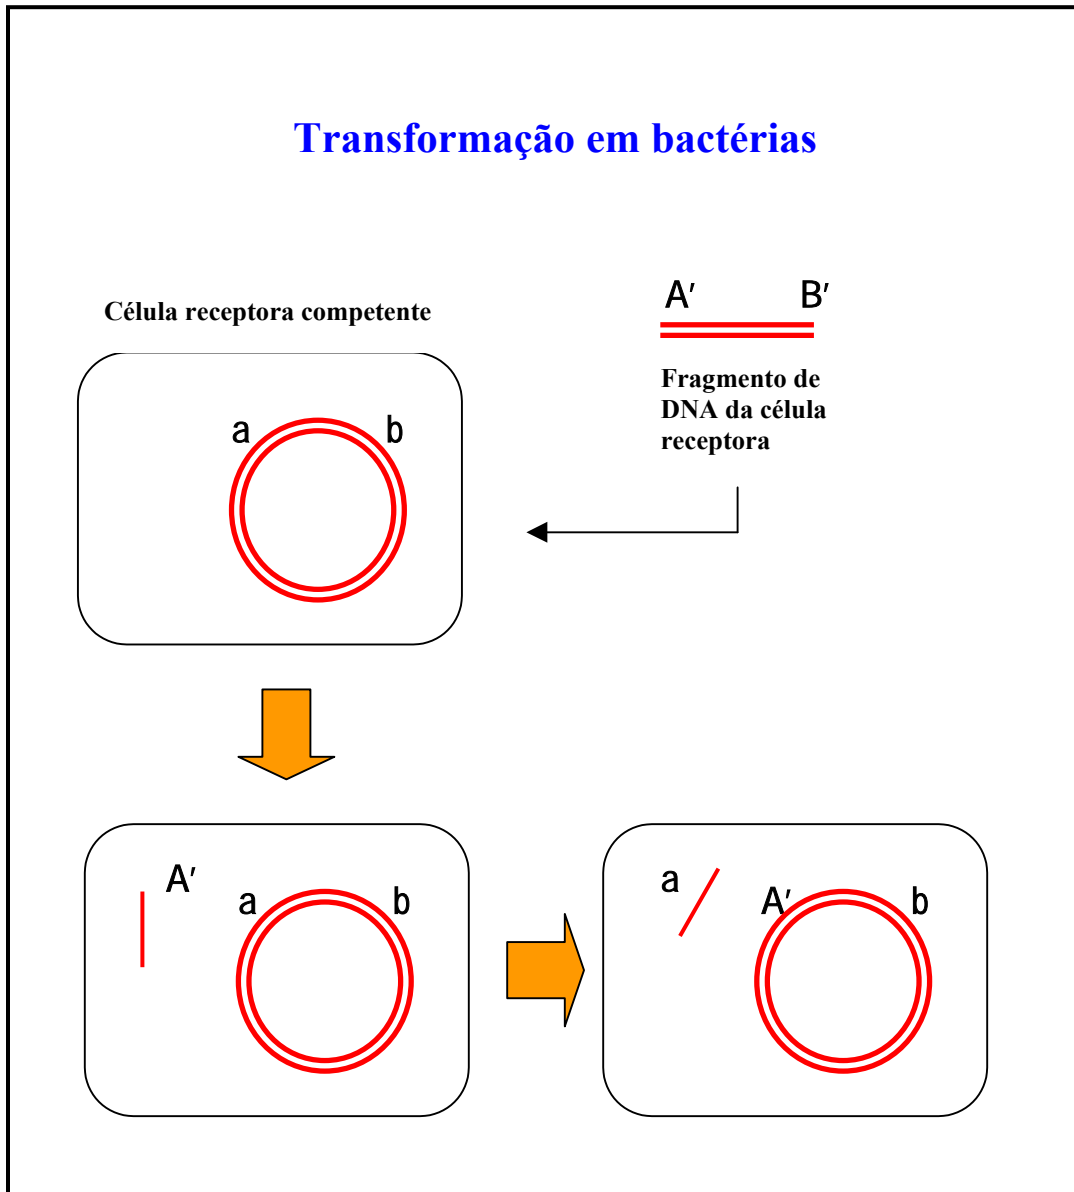 Transformação em bactérias
A′ B′
Célula receptora competente
Fragmento de
DNA da célula
receptora
a b
A′
a b
a
A′ b